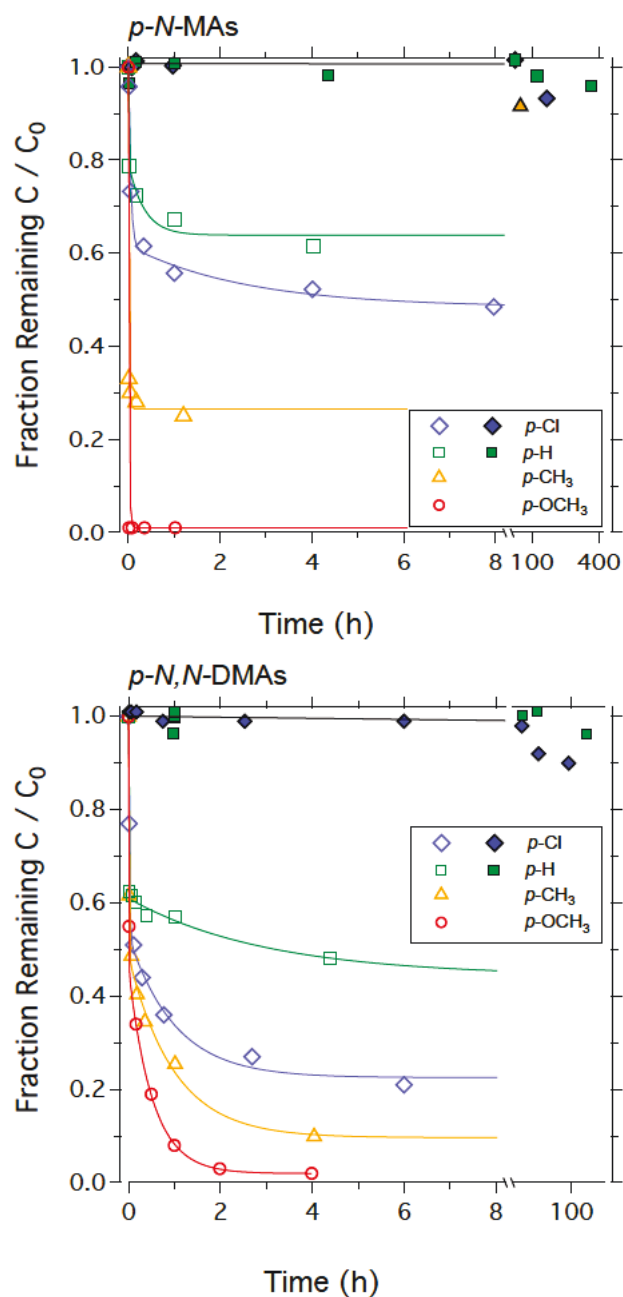 p-N-MAs
1.0
0.8
0.6
0.4
0.2
0.0
Fraction Remaining C / C₀
p-Cl
p-H
p-CH₃
p-OCH₃
0 2 4 6 8 100 400
Time (h)
p-N,N-DMAs
1.0
0.8
0.6
0.4
0.2
0.0
Fraction Remaining C / C₀
p-Cl
p-H
p-CH₃
p-OCH₃
0 2 4 6 8 100
Time (h)